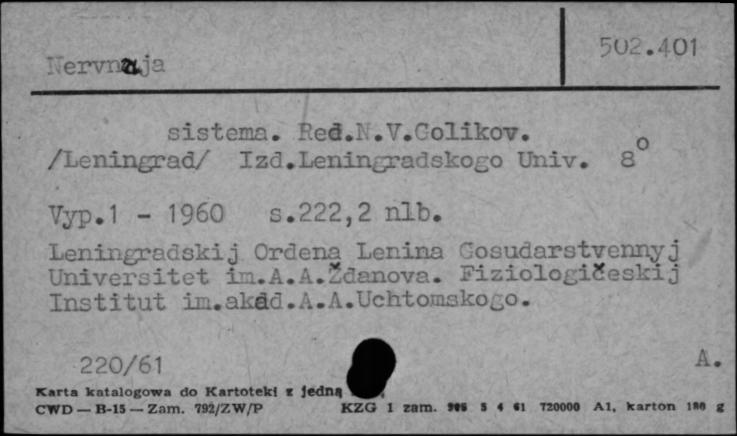 Nervnaja
502.401
sistema. Red.N.V.Golikov.
/Leningrad/ Izd.Leningradskogo Univ. 8°
Vyp.1 - 1960 s.222,2 nlb.
Leningradskij Ordena Lenina Gosudarstvennyj
Universitet im.A.A.Ždanova. Fiziologičeskij
Institut im.akad.A.A.Uchtomskogo.
220/61
A.
Karta katalogowa do Kartoteki z jedną
CWD — B-15 — Zam. 792/ZW/P KZG 1 zam. 5 4 61 720000 A1, karton g